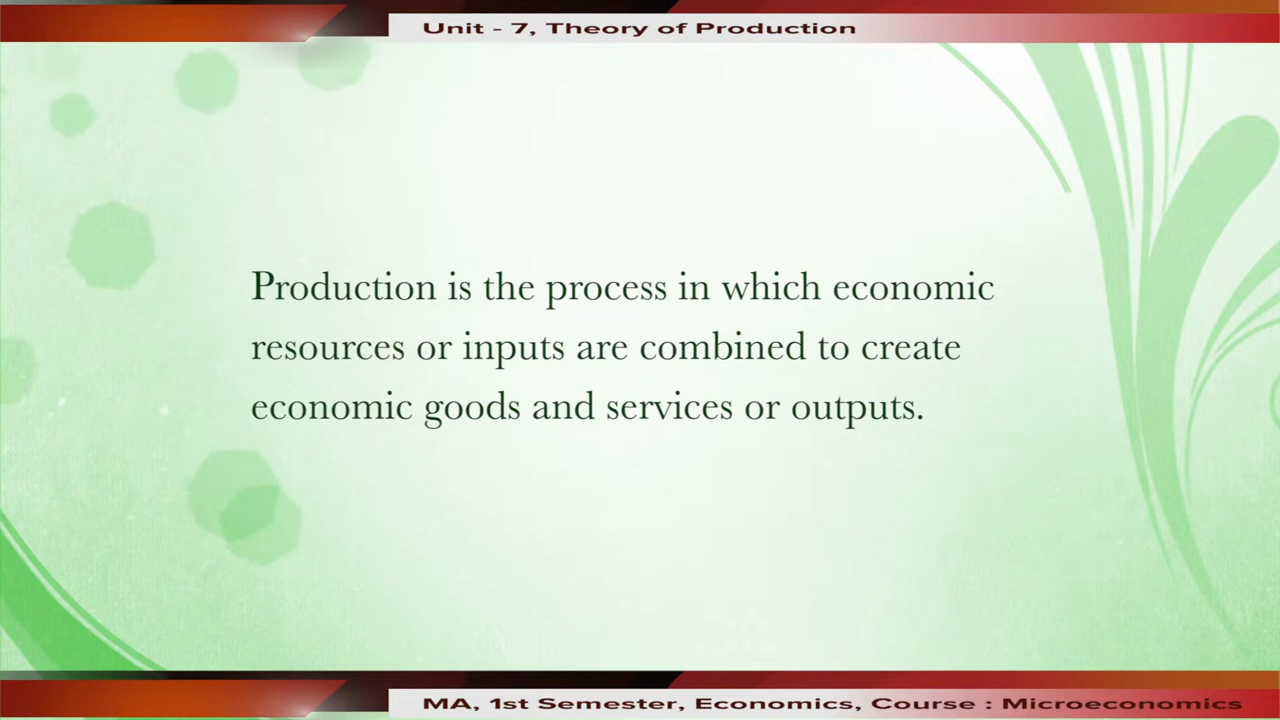 Unit - 7, Theory of Production
Production is the process in which economic
resources or inputs are combined to create
economic goods and services or outputs.
MA, 1st Semester, Economics, Course : Microeconomics